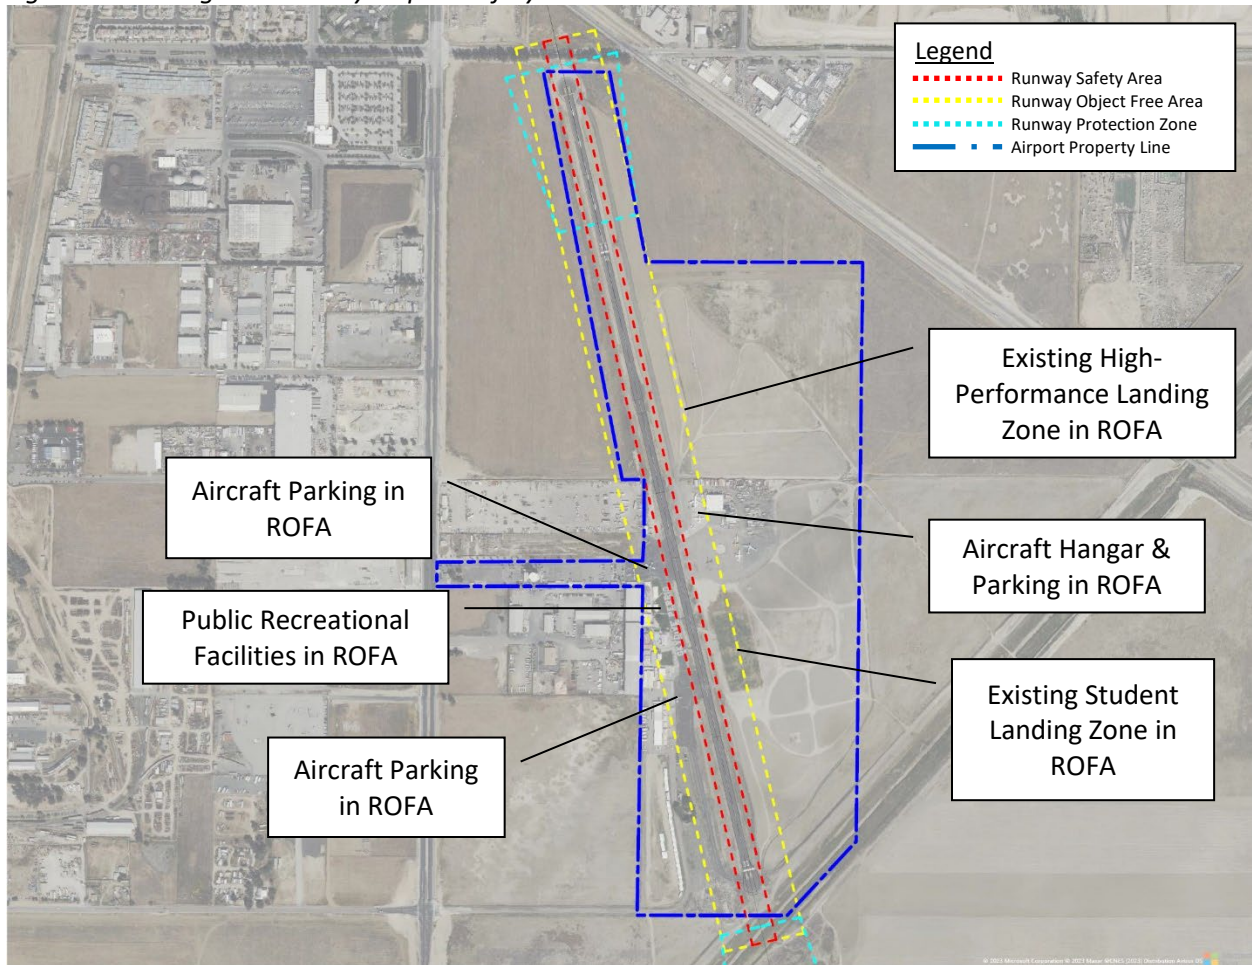 Legend
Runway Safety Area
Runway Object Free Area
Runway Protection Zone
Airport Property Line
Existing High-
Performance Landing
Zone in ROFA
Aircraft Parking in
ROFA
Aircraft Hangar &
Parking in ROFA
Public Recreational
Facilities in ROFA
Existing Student
Landing Zone in
ROFA
Aircraft Parking
in ROFA